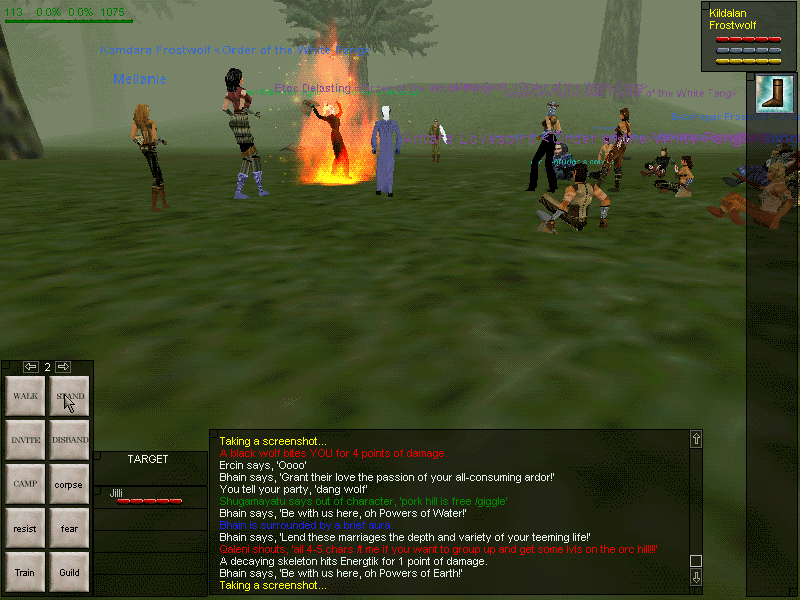 113 0.0% 0.0% 1075
Kildalan
Frostwolf
Kamdara Frostwolf <Order of the White Fang>
Mellanie
of the White Fang>
2
WALK
STAND
INVITE
DISBAND
CAMP
corpse
resist
fear
Train
Guild
TARGET
Jilli
Taking a screenshot...
A black wolf bites YOU for 4 points of damage.
Ercin says, 'Oooo'
Bhain says, 'Grant their love the passion of your all-consuming ardor!'
You tell your party, 'dang wolf'
Shugamayatu says out of character, 'pork hill is free /giggle'
Bhain says, 'Be with us here, oh Powers of Water!'
Bhain is surrounded by a brief aura.
Bhain says, 'Lend these marriages the depth and variety of your teeming life!'
Qaleni shouts, 'all 4-5 chars /t me if you want to group up and get some lvls on the orc hill!!!'
A decaying skeleton hits Energtik for 1 point of damage.
Bhain says, 'Be with us here, oh Powers of Earth!'
Taking a screenshot...